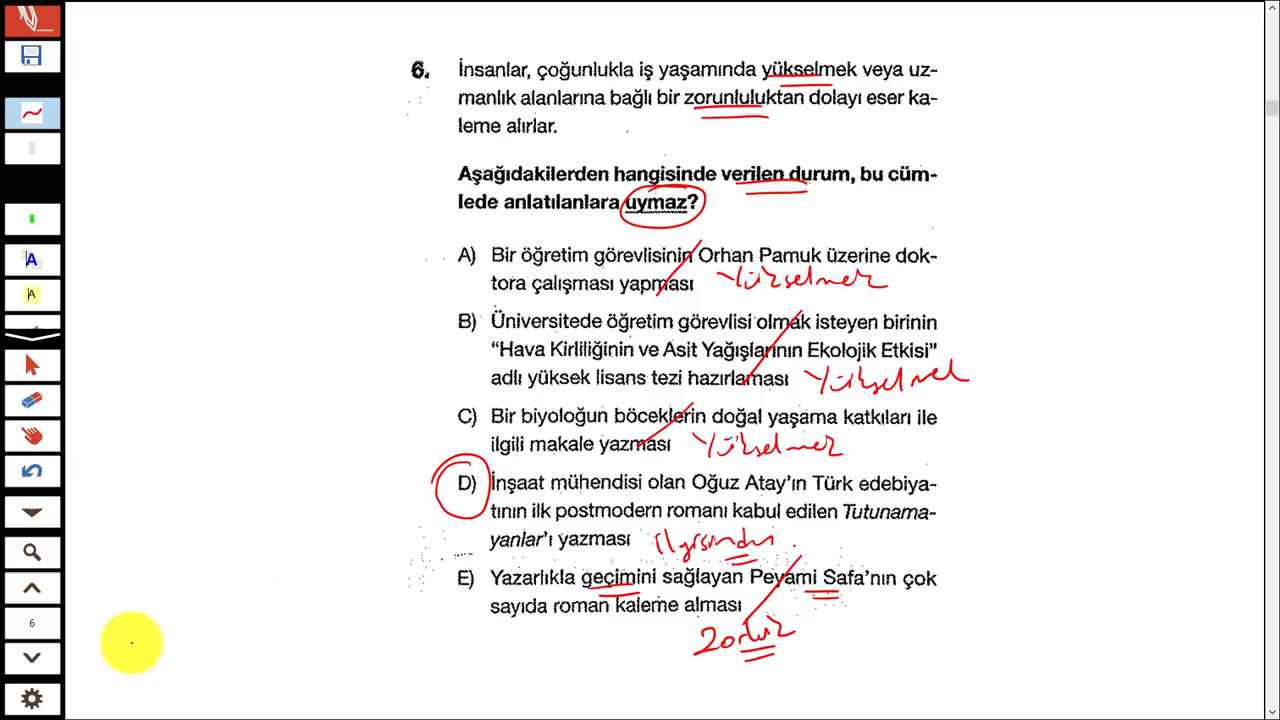 6. İnsanlar, çoğunlukla iş yaşamında yükselmek veya uz-
manlık alanlarına bağlı bir zorunluluktan dolayı eser ka-
leme alırlar.
Aşağıdakilerden hangisinde verilen durum, bu cüm-
lede anlatılanlara uymaz?
A) Bir öğretim görevlisinin Orhan Pamuk üzerine dok-
tora çalışması yapması yükselmek
B) Üniversitede öğretim görevlisi olmak isteyen birinin
“Hava Kirliliğinin ve Asit Yağışlarının Ekolojik Etkisi”
adlı yüksek lisans tezi hazırlaması yükselmek
C) Bir biyoloğun böceklerin doğal yaşama katkıları ile
ilgili makale yazması yükselmek
D) İnşaat mühendisi olan Oğuz Atay’ın Türk edebiya-
tının ilk postmodern romanı kabul edilen Tutunama-
yanlar’ı yazması ilgisinden
E) Yazarlıkla geçimini sağlayan Peyami Safa’nın çok
sayıda roman kaleme alması
A
A
6